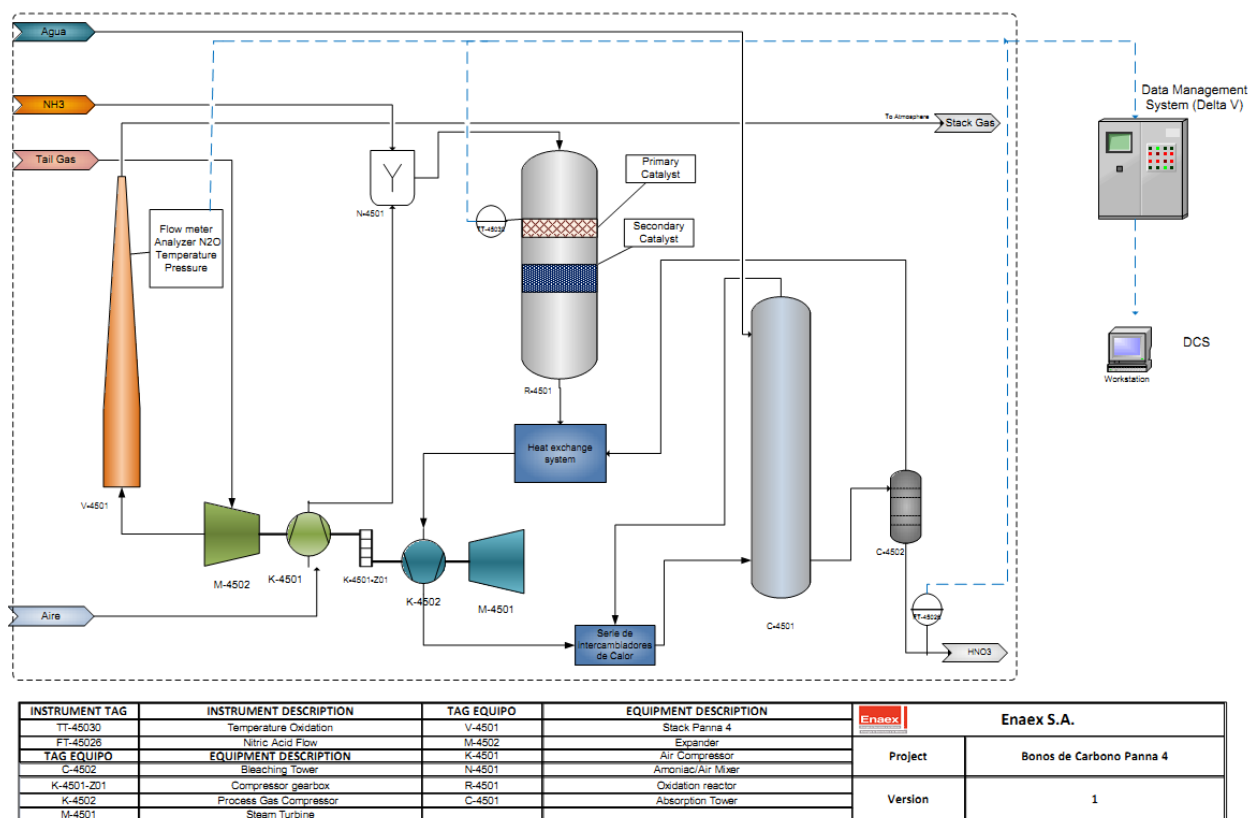 Agua
Data Management
System (Delta V)
NH3
To Atmosphere
Stack Gas
Tail Gas
Primary
Catalyst
N-4501
Flow meter
Analyzer N2O
Temperature
Pressure
TT-45030
Secondary
Catalyst
DCS
Workstation
R-4501
Heat exchange
system
V-4501
C-4502
M-4502
K-4501
K-4501-Z01
K-4502
M-4501
Aire
FT-45026
C-4501
Serie de
intercambiadores
de Calor
HNO3
INSTRUMENT TAG INSTRUMENT DESCRIPTION TAG EQUIPO EQUIPMENT DESCRIPTION Enaex Enaex S.A.
TT-45030 Temperature Oxidation V-4501 Stack Panna 4
FT-45026 Nitric Acid Flow M-4502 Expander
TAG EQUIPO EQUIPMENT DESCRIPTION K-4501 Air Compressor Project Bonos de Carbono Panna 4
C-4502 Bleaching Tower N-4501 Amoniac/Air Mixer
K-4501-Z01 Compressor gearbox R-4501 Oxidation reactor
K-4502 Process Gas Compressor C-4501 Absorption Tower Version 1
M-4501 Steam Turbine